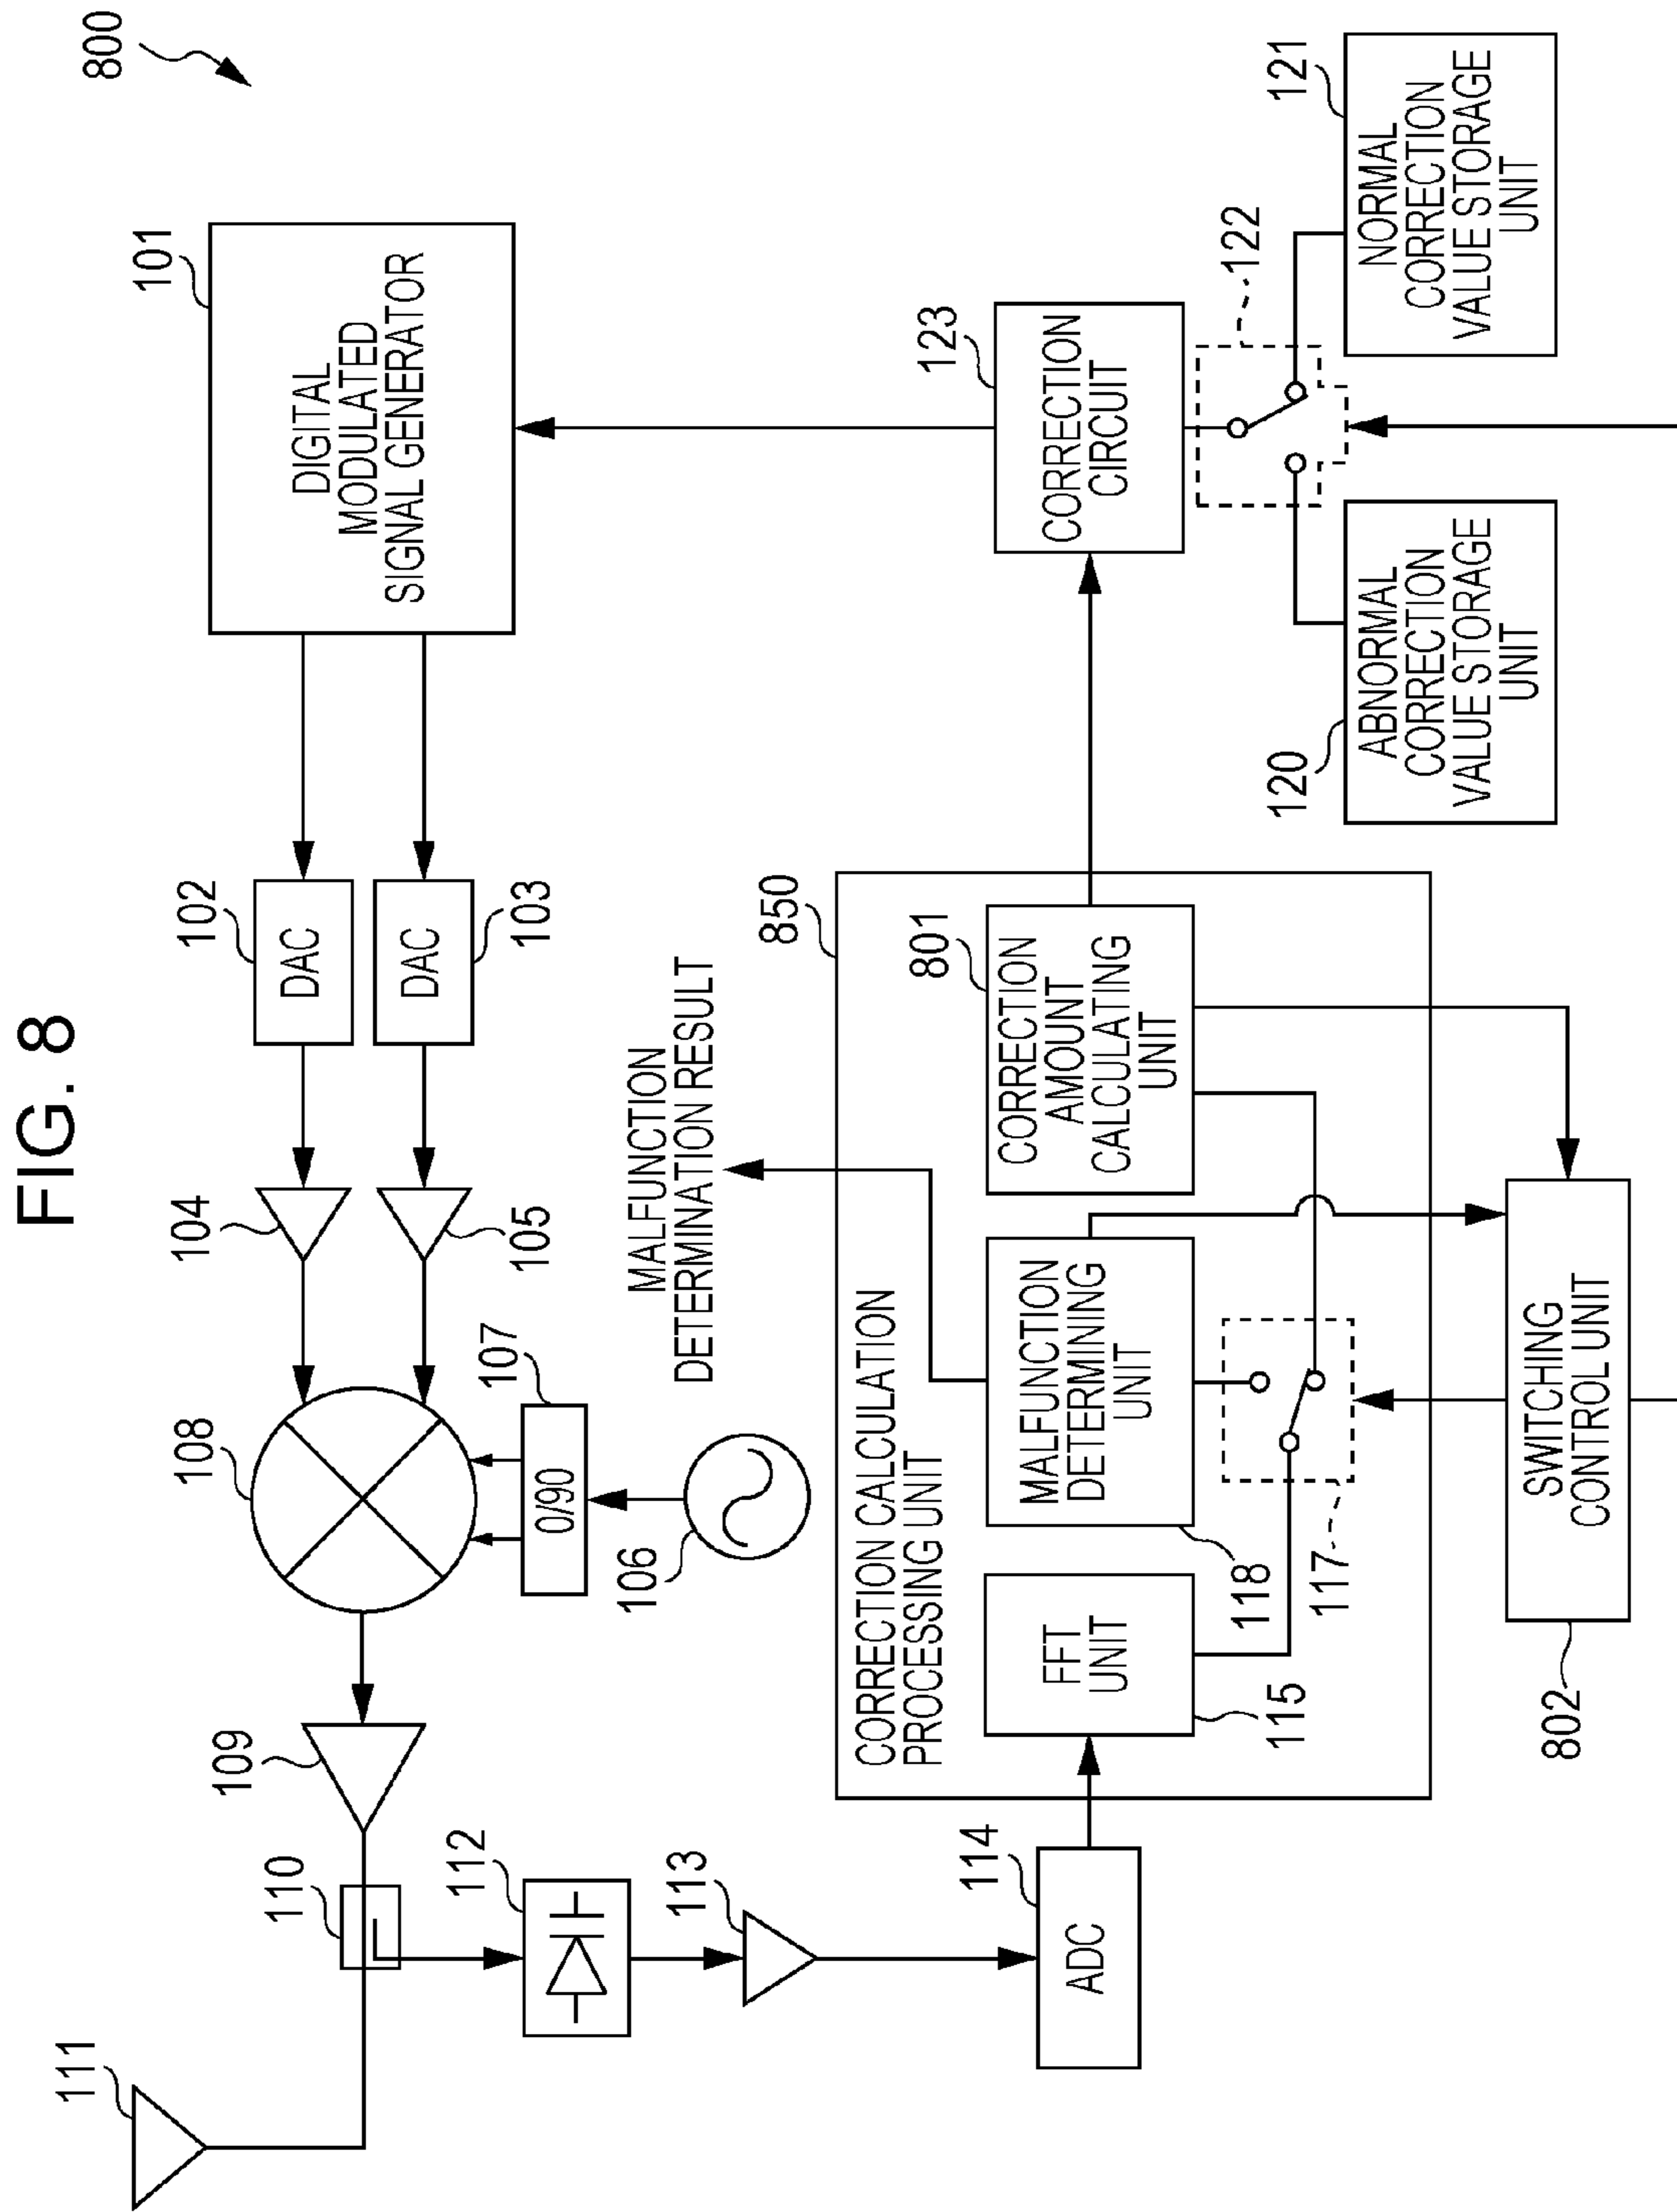 FIG. 8
800
101
DIGITAL
MODULATED
SIGNAL GENERATOR
102
DAC
103
DAC
104
105
106
107
0/90
108
109
110
111
112
113
114
ADC
MALFUNCTION
DETERMINATION RESULT
850
CORRECTION CALCULATION
PROCESSING UNIT
115
FFT
UNIT
118
MALFUNCTION
DETERMINING
UNIT
117
801
CORRECTION
AMOUNT
CALCULATING
UNIT
802
SWITCHING
CONTROL UNIT
123
CORRECTION
CIRCUIT
122
120
ABNORMAL
CORRECTION
VALUE STORAGE
UNIT
121
NORMAL
CORRECTION
VALUE STORAGE
UNIT